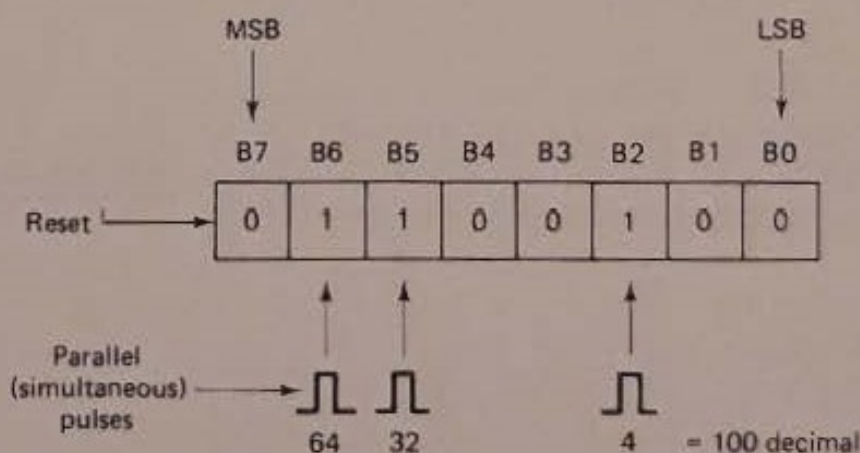 MSB LSB
B7 B6 B5 B4 B3 B2 B1 B0
Reset 0 1 1 0 0 1 0 0
Parallel
(simultaneous)
pulses
64 32 4 = 100 decimal